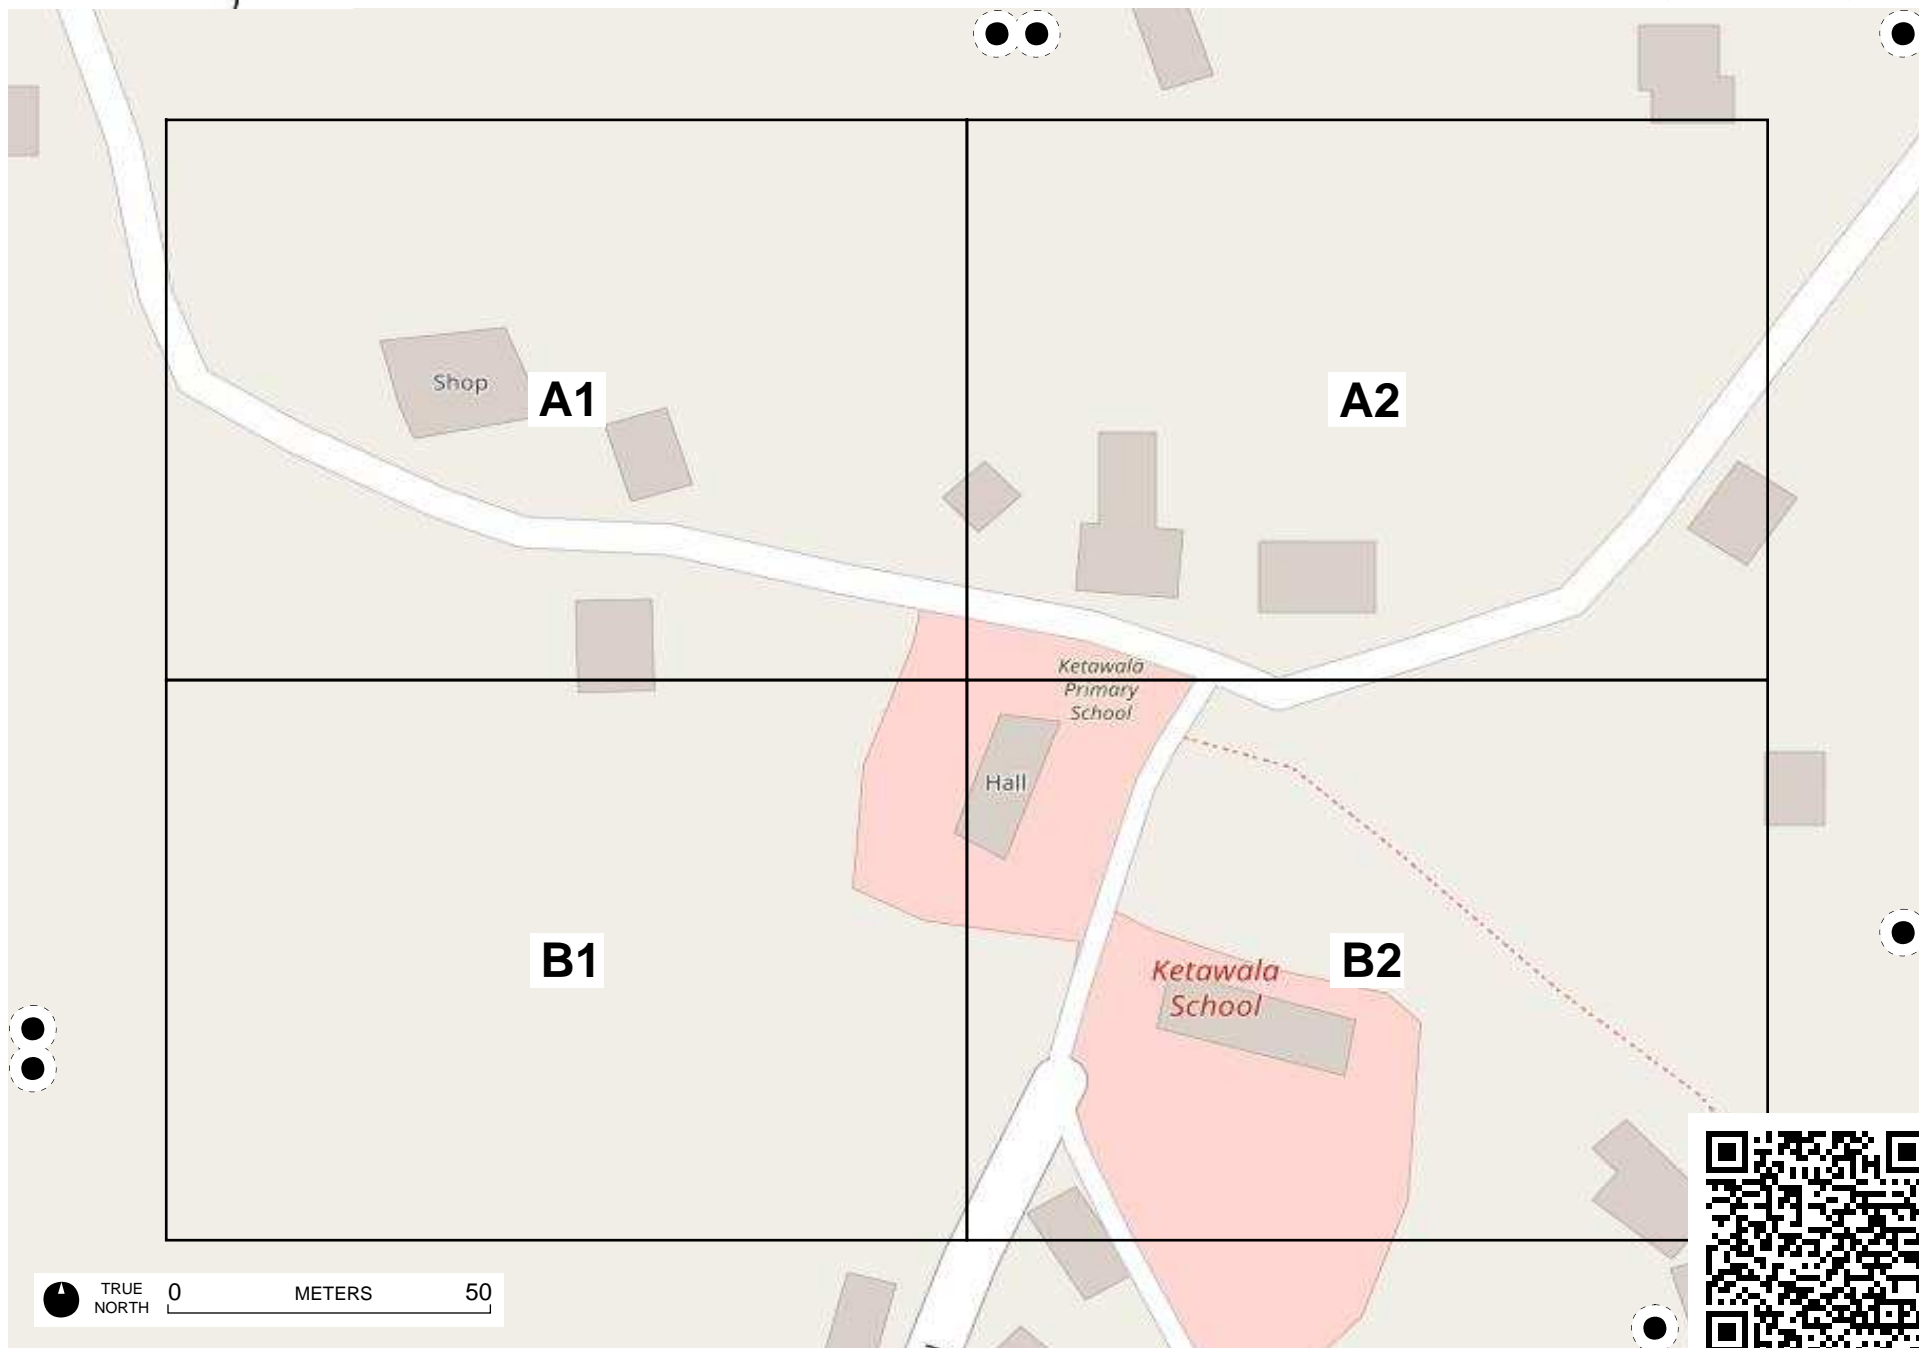 Shop
A1
A2
Ketawala
Primary
School
Hall
B1
B2
Ketawala
School
TRUE
NORTH
0
METERS
50